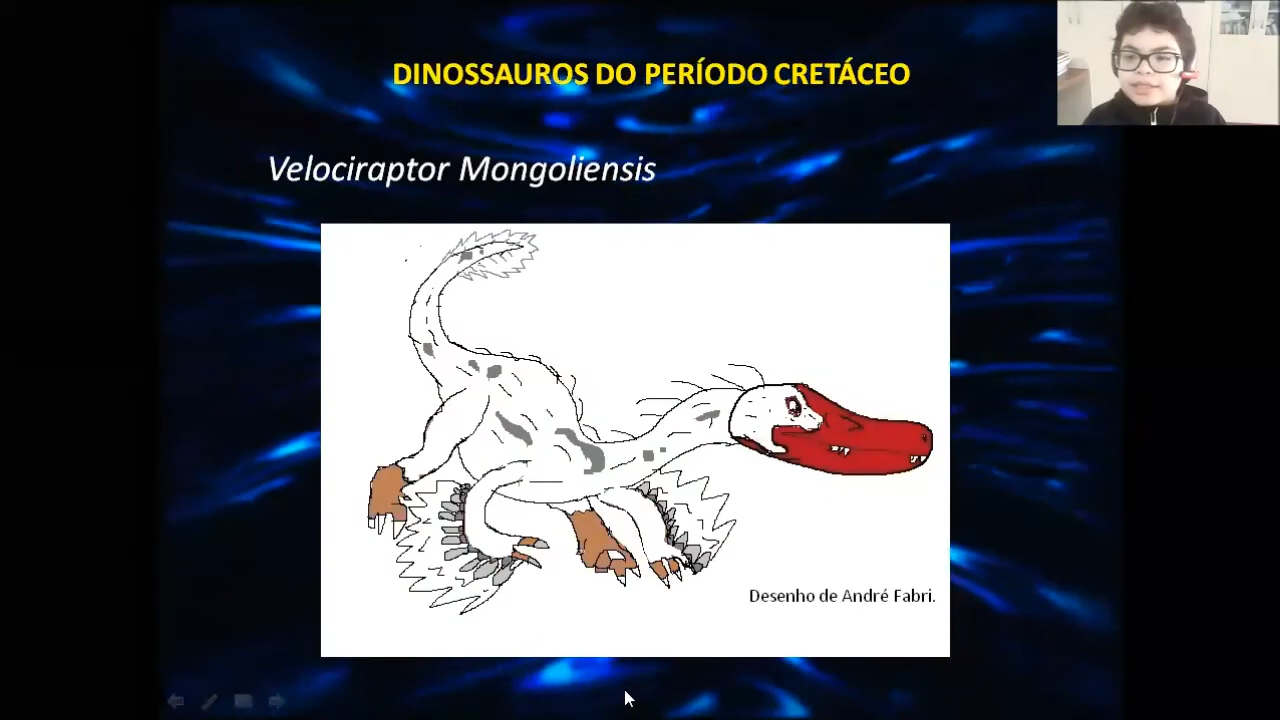 DINOSSAUROS DO PERÍODO CRETÁCEO
Velociraptor Mongoliensis
Desenho de André Fabri.